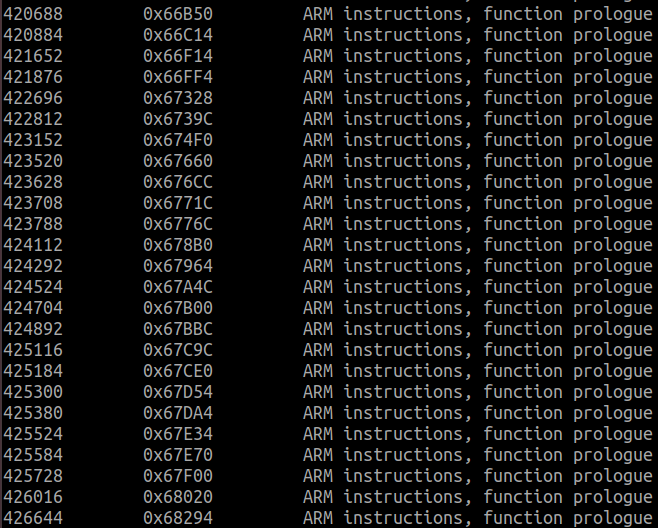 420688 0x66B50 ARM instructions, function prologue
420884 0x66C14 ARM instructions, function prologue
421652 0x66F14 ARM instructions, function prologue
421876 0x66FF4 ARM instructions, function prologue
422696 0x67328 ARM instructions, function prologue
422812 0x6739C ARM instructions, function prologue
423152 0x674F0 ARM instructions, function prologue
423520 0x67660 ARM instructions, function prologue
423628 0x676CC ARM instructions, function prologue
423708 0x6771C ARM instructions, function prologue
423788 0x6776C ARM instructions, function prologue
424112 0x678B0 ARM instructions, function prologue
424292 0x67964 ARM instructions, function prologue
424524 0x67A4C ARM instructions, function prologue
424704 0x67B00 ARM instructions, function prologue
424892 0x67BBC ARM instructions, function prologue
425116 0x67C9C ARM instructions, function prologue
425184 0x67CE0 ARM instructions, function prologue
425300 0x67D54 ARM instructions, function prologue
425380 0x67DA4 ARM instructions, function prologue
425524 0x67E34 ARM instructions, function prologue
425584 0x67E70 ARM instructions, function prologue
425728 0x67F00 ARM instructions, function prologue
426016 0x68020 ARM instructions, function prologue
426644 0x68294 ARM instructions, function prologue